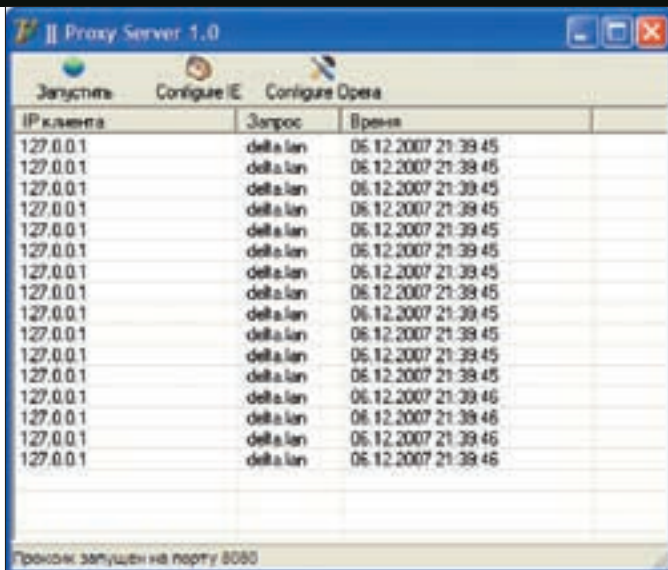 ][ Proxy Server 1.0
Запустить Configure IE Configure Opera
IP клиента Запрос Время
127.0.0.1 delta.lan 06.12.2007 21:39:45
127.0.0.1 delta.lan 06.12.2007 21:39:45
127.0.0.1 delta.lan 06.12.2007 21:39:45
127.0.0.1 delta.lan 06.12.2007 21:39:45
127.0.0.1 delta.lan 06.12.2007 21:39:45
127.0.0.1 delta.lan 06.12.2007 21:39:45
127.0.0.1 delta.lan 06.12.2007 21:39:45
127.0.0.1 delta.lan 06.12.2007 21:39:45
127.0.0.1 delta.lan 06.12.2007 21:39:45
127.0.0.1 delta.lan 06.12.2007 21:39:45
127.0.0.1 delta.lan 06.12.2007 21:39:45
127.0.0.1 delta.lan 06.12.2007 21:39:45
127.0.0.1 delta.lan 06.12.2007 21:39:46
127.0.0.1 delta.lan 06.12.2007 21:39:46
127.0.0.1 delta.lan 06.12.2007 21:39:46
127.0.0.1 delta.lan 06.12.2007 21:39:46
Проксик запущен на порту 8080